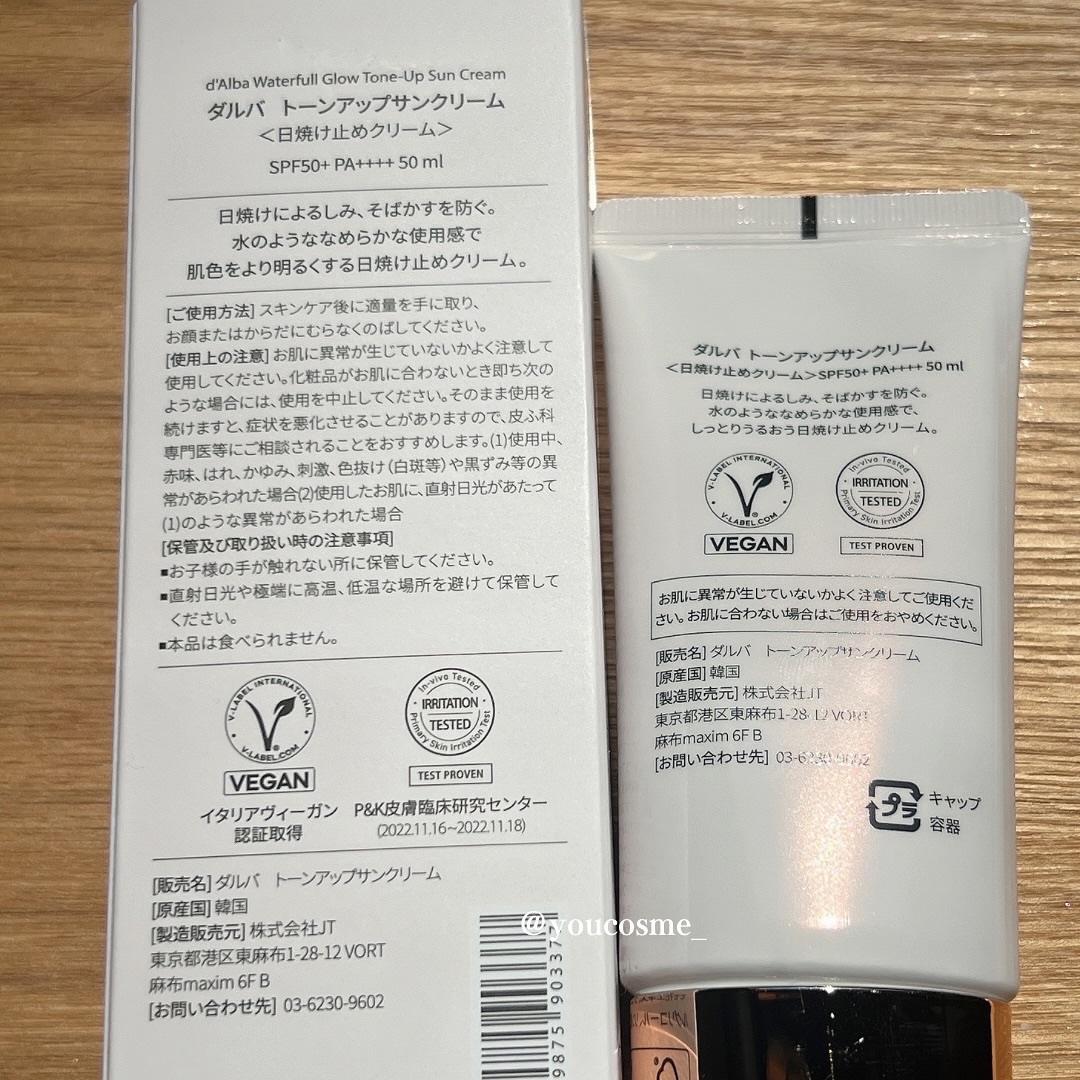 d'Alba Waterfull Glow Tone-Up Sun Cream
ダルバ トーンアップサンクリーム
＜日焼け止めクリーム＞
SPF50+ PA++++ 50 ml
日焼けによるしみ、そばかすを防ぐ。
水のようななめらかな使用感で
肌色をより明るくする日焼け止めクリーム。
[ご使用方法] スキンケア後に適量を手に取り、
お顔またはからだにむらなくのばしてください。
[使用上の注意] お肌に異常が生じていないかよく注意して
使用してください。化粧品がお肌に合わないとき即ち次の
ような場合には、使用を中止してください。そのまま使用を
続けますと、症状を悪化させることがありますので、皮ふ科
専門医等にご相談されることをおすすめします。(1)使用中、
赤味、はれ、かゆみ、刺激、色抜け（白斑等）や黒ずみ等の異
常があらわれた場合(2)使用したお肌に、直射日光があたって
(1)のような異常があらわれた場合
[保管及び取り扱い時の注意事項]
■お子様の手が触れない所に保管してください。
■直射日光や極端に高温、低温な場所を避けて保管して
ください。
■本品は食べられません。
V-LABEL INTERNATIONAL
V-LABEL.COM
VEGAN
イタリアヴィーガン
認証取得
In-vivo Tested
IRRITATION
TESTED
Primary Skin Irritation Test
TEST PROVEN
P&K皮膚臨床研究センター
(2022.11.16~2022.11.18)
[販売名] ダルバ トーンアップサンクリーム
[原産国] 韓国
[製造販売元] 株式会社JT
東京都港区東麻布1-28-12 VORT
麻布maxim 6F B
[お問い合わせ先] 03-6230-9602
9875 90337
ダルバ トーンアップサンクリーム
＜日焼け止めクリーム＞SPF50+ PA++++ 50 ml
日焼けによるしみ、そばかすを防ぐ。
水のようななめらかな使用感で、
しっとりうるおう日焼け止めクリーム。
V-LABEL INTERNATIONAL
V-LABEL.COM
VEGAN
In-vivo Tested
IRRITATION
TESTED
Primary Skin Irritation Test
TEST PROVEN
お肌に異常が生じていないかよく注意してご使用くだ
さい。お肌に合わない場合はご使用をおやめください。
[販売名] ダルバ トーンアップサンクリーム
[原産国] 韓国
[製造販売元] 株式会社JT
東京都港区東麻布1-28-12 VORT
麻布maxim 6F B
[お問い合わせ先] 03-6230-9602
プラ
キャップ
容器
@youcosme_